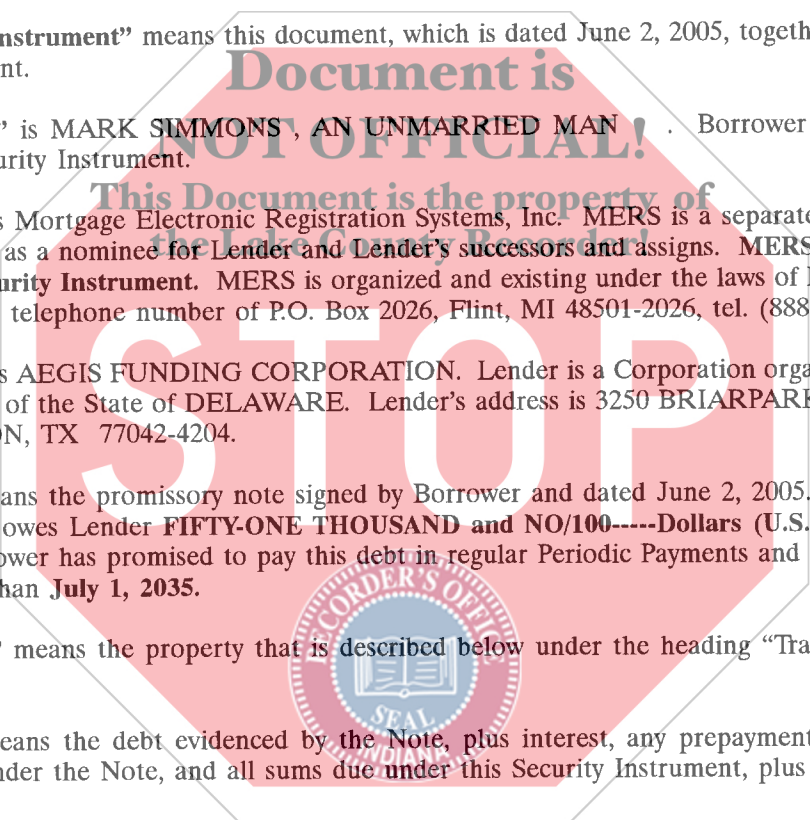 nstrument” means this document, which is dated June 2, 2005, togeth
nt.
Document is
” is MARK SIMMONS , AN UNMARRIED MAN . Borrower
NOT OFFICIAL!
urity Instrument.
This Document is the property of
s Mortgage Electronic Registration Systems, Inc. MERS is a separate
the Lake County Recorder!
as a nominee for Lender and Lender's successors and assigns. MERS
urity Instrument. MERS is organized and existing under the laws of
telephone number of P.O. Box 2026, Flint, MI 48501-2026, tel. (888
STOP
s AEGIS FUNDING CORPORATION. Lender is a Corporation orga
of the State of DELAWARE. Lender's address is 3250 BRIARPARK
N, TX 77042-4204.
ans the promissory note signed by Borrower and dated June 2, 2005.
owes Lender FIFTY-ONE THOUSAND and NO/100-----Dollars (U.S.
ower has promised to pay this debt in regular Periodic Payments and
han July 1, 2035.
RECORDER'S OFFICE
” means the property that is described below under the heading “Tra
SEAL
INDIANA
eans the debt evidenced by the Note, plus interest, any prepayment
nder the Note, and all sums due under this Security Instrument, plus